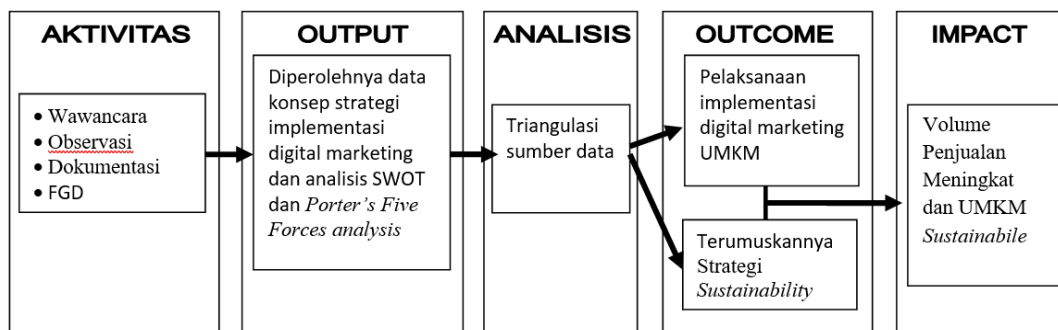 AKTIVITAS
• Wawancara
• Observasi
• Dokumentasi
• FGD
OUTPUT
Diperolehnya data
konsep strategi
implementasi
digital marketing
dan analisis SWOT
dan Porter's Five
Forces analysis
ANALISIS
Triangulasi
sumber data
OUTCOME
Pelaksanaan
implementasi
digital marketing
UMKM
Terumuskannya
Strategi
Sustainability
IMPACT
Volume
Penjualan
Meningkat
dan UMKM
Sustainabile